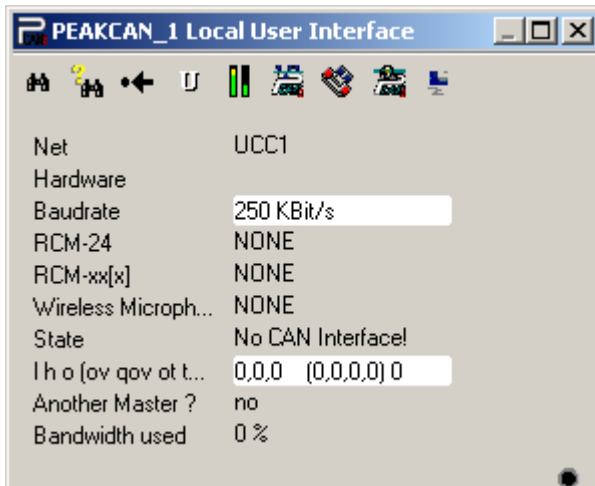 PEAKCAN_1 Local User Interface
U
Net UCC1
Hardware
Baudrate 250 KBit/s
RCM-24 NONE
RCM-xx[x] NONE
Wireless Microph... NONE
State No CAN Interface!
l h o (ov qov ot t... 0,0,0 (0,0,0,0) 0
Another Master ? no
Bandwidth used 0 %